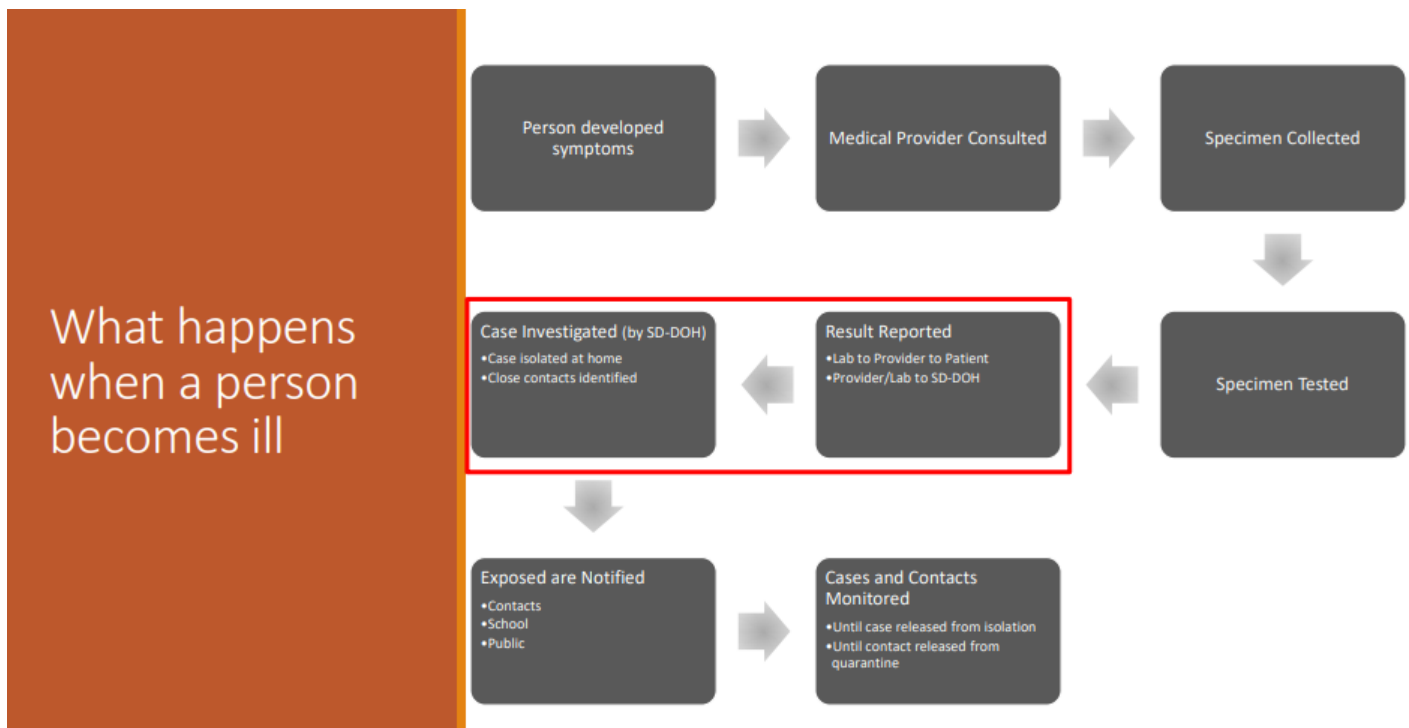 What happens
when a person
becomes ill
Person developed
symptoms
Medical Provider Consulted
Specimen Collected
Specimen Tested
Result Reported
•Lab to Provider to Patient
•Provider/Lab to SD-DOH
Case Investigated (by SD-DOH)
•Case isolated at home
•Close contacts identified
Exposed are Notified
•Contacts
•School
•Public
Cases and Contacts
Monitored
•Until case released from isolation
•Until contact released from
quarantine